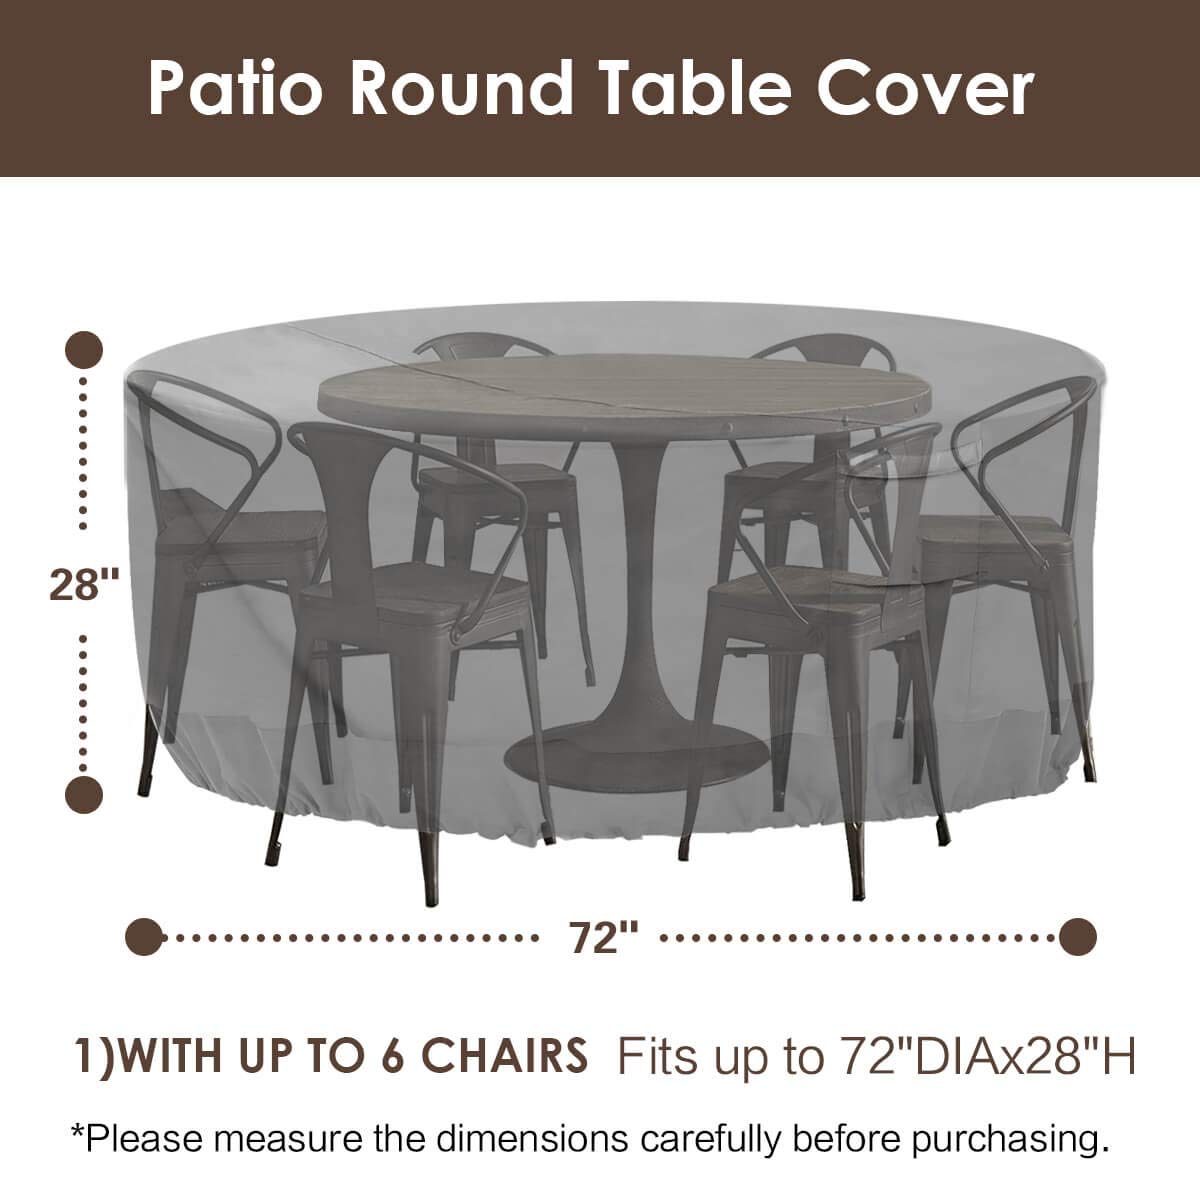 Patio Round Table Cover
28"
72"
1)WITH UP TO 6 CHAIRS Fits up to 72"DIAx28"H
*Please measure the dimensions carefully before purchasing.